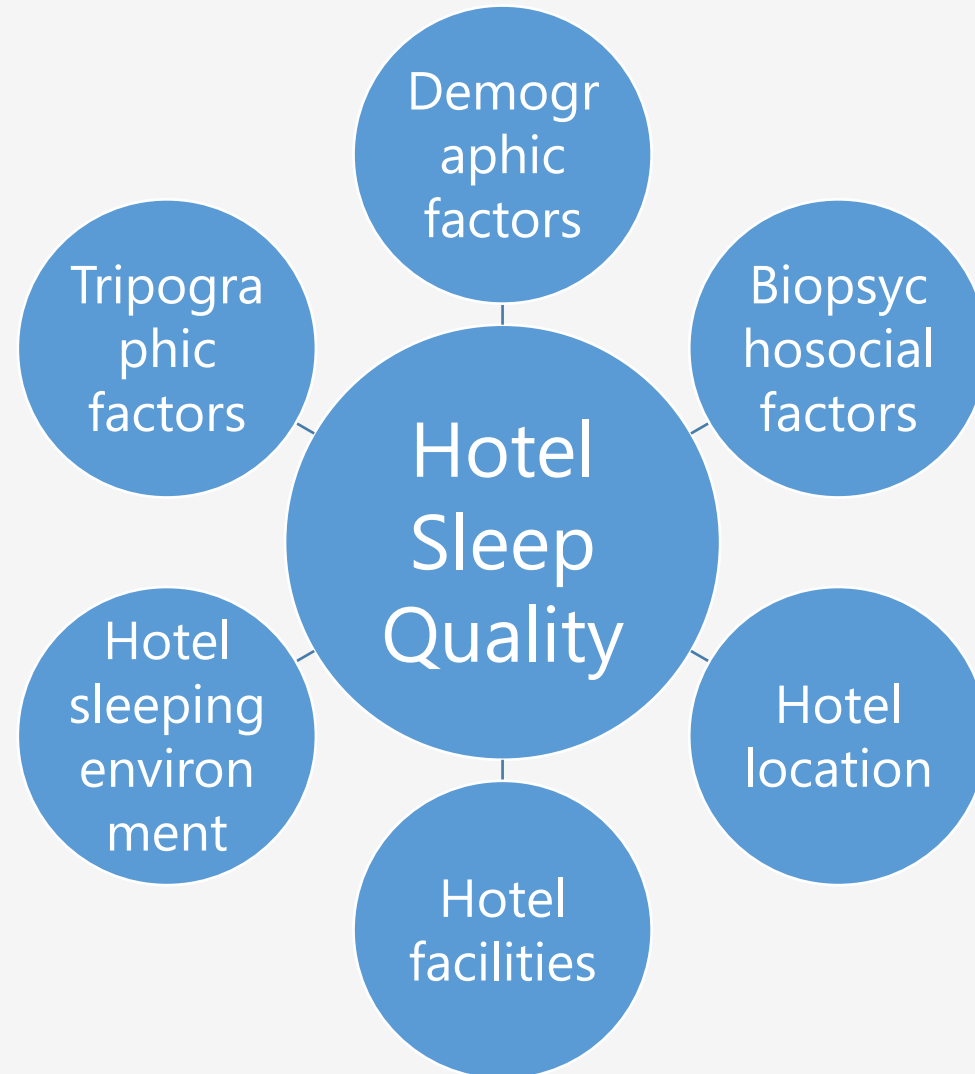 Demogr
aphic
factors
Tripogra
phic
factors
Biopsyc
hosocial
factors
Hotel
Sleep
Quality
Hotel
sleeping
environ
ment
Hotel
location
Hotel
facilities